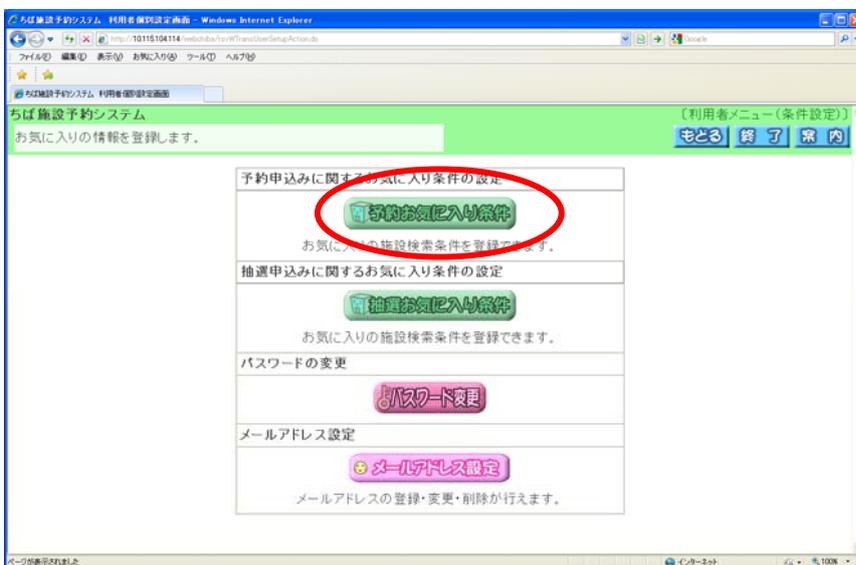 ちば施設予約システム 利用者個別設定画面 - Windows Internet Explorer
http://10.115.104.114/webchiba/rsvWTransUserSetupAction.do
Google
ファイル(F) 編集(E) 表示(V) お気に入り(A) ツール(T) ヘルプ(H)
ちば施設予約システム 利用者個別設定画面
ちば施設予約システム
〔利用者メニュー(条件設定)〕
お気に入りの情報を登録します。
もどる 終了 案内
予約申込みに関するお気に入り条件の設定
予約お気に入り条件
お気に入りの施設検索条件を登録できます。
抽選申込みに関するお気に入り条件の設定
抽選お気に入り条件
お気に入りの施設検索条件を登録できます。
パスワードの変更
パスワード変更
メールアドレス設定
メールアドレス設定
メールアドレスの登録・変更・削除が行えます。
ページが表示されました
インターネット
100%